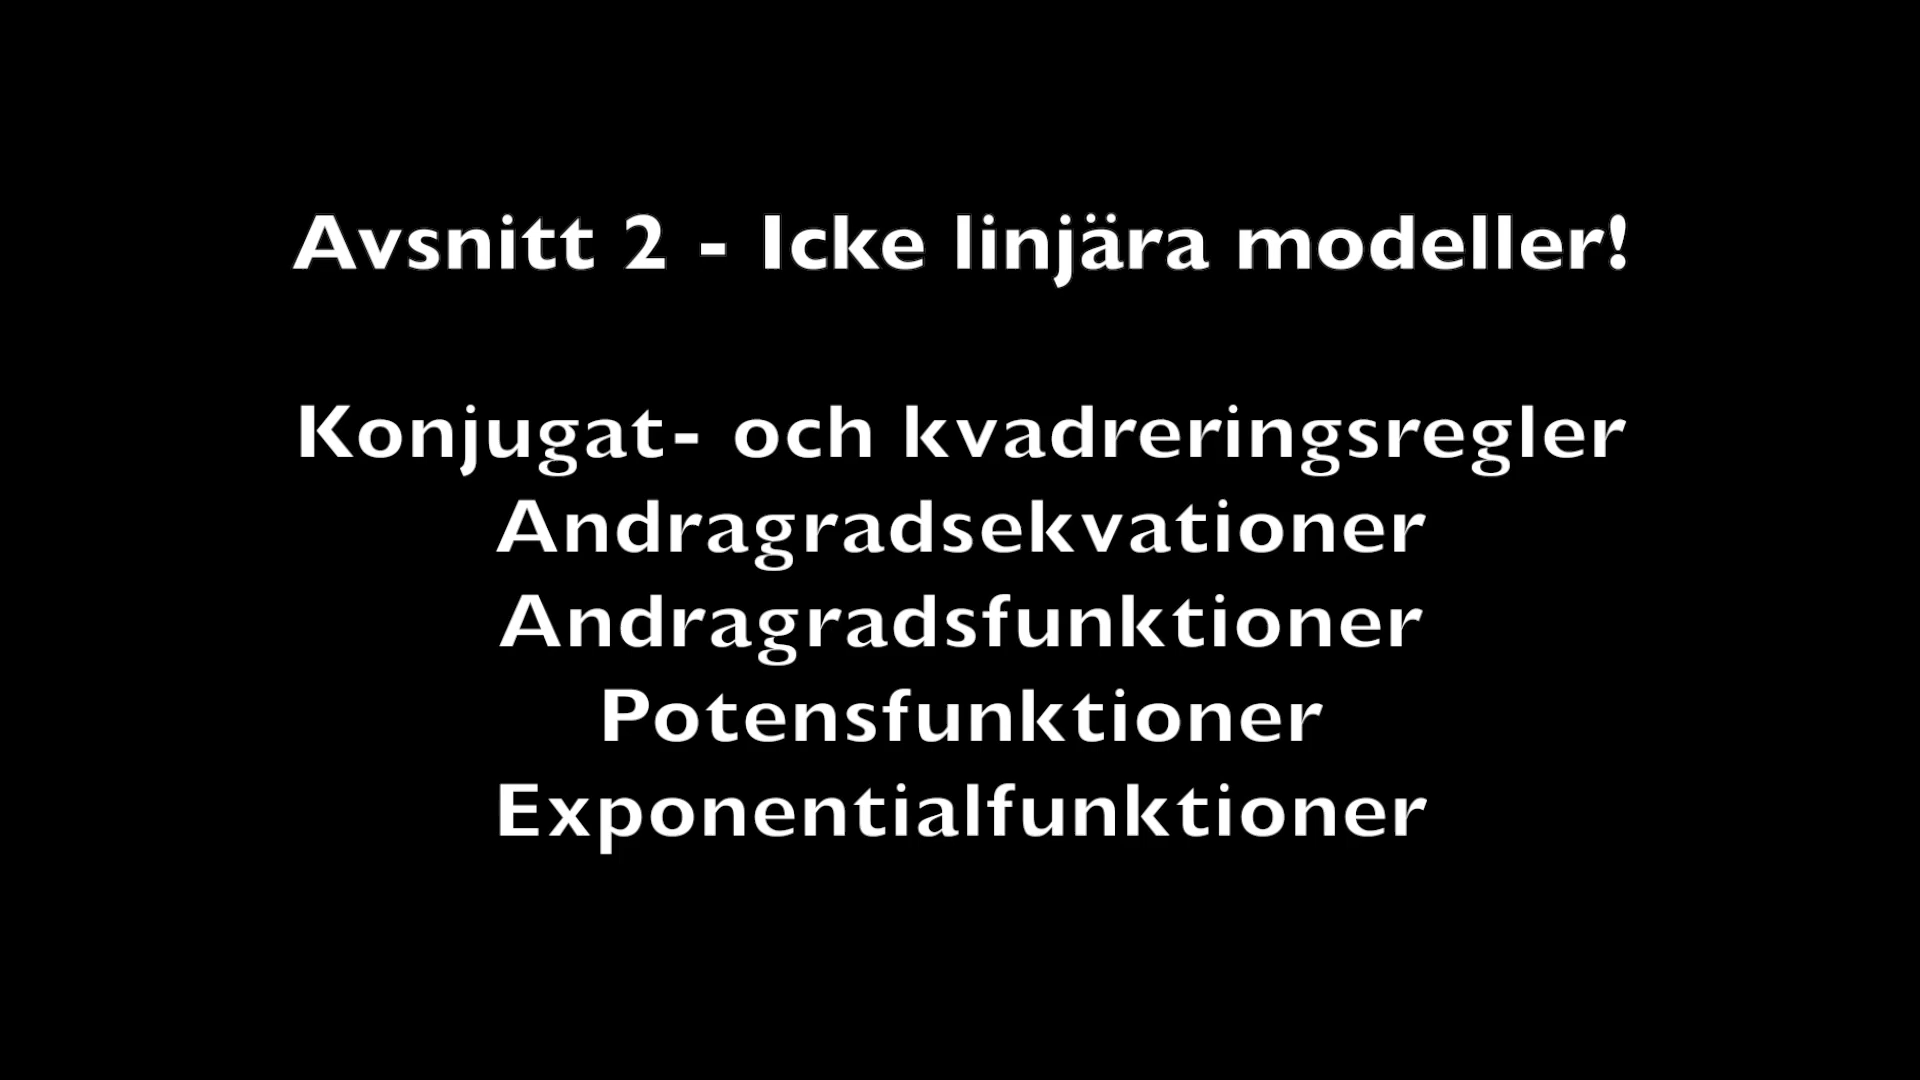 Avsnitt 2 - Icke linjära modeller!
Konjugat- och kvadreringsregler
Andragradsekvationer
Andragradsfunktioner
Potensfunktioner
Exponentialfunktioner